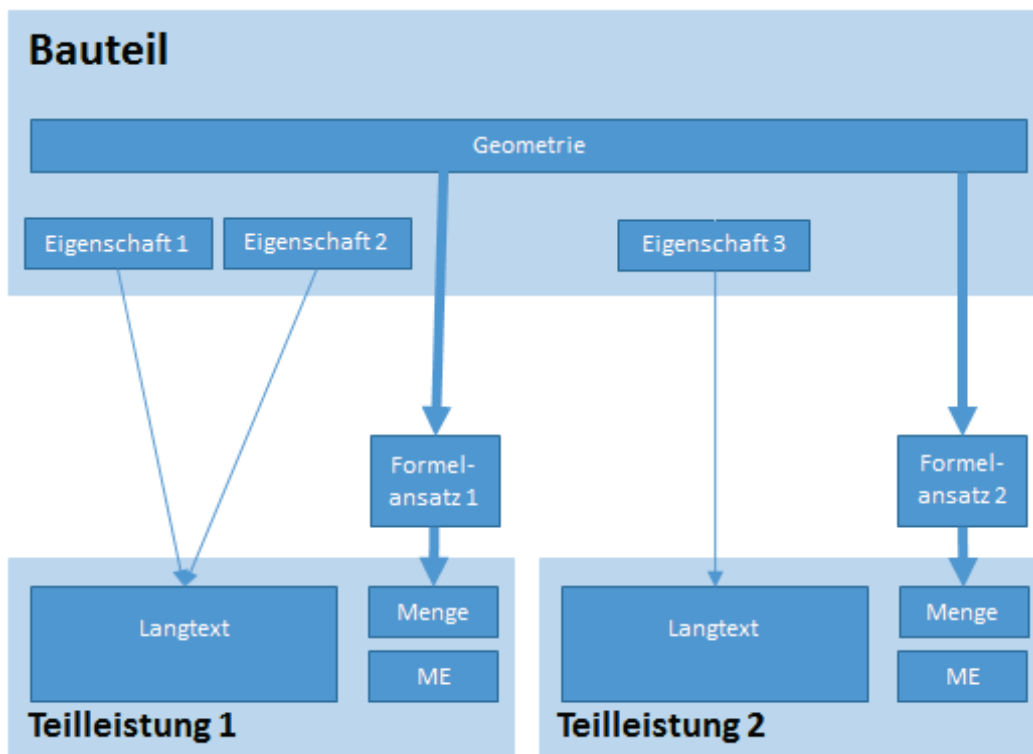 Bauteil
Geometrie
Eigenschaft 1
Eigenschaft 2
Eigenschaft 3
Formel-
ansatz 1
Formel-
ansatz 2
Langtext
Menge
ME
Teilleistung 1
Langtext
Menge
ME
Teilleistung 2